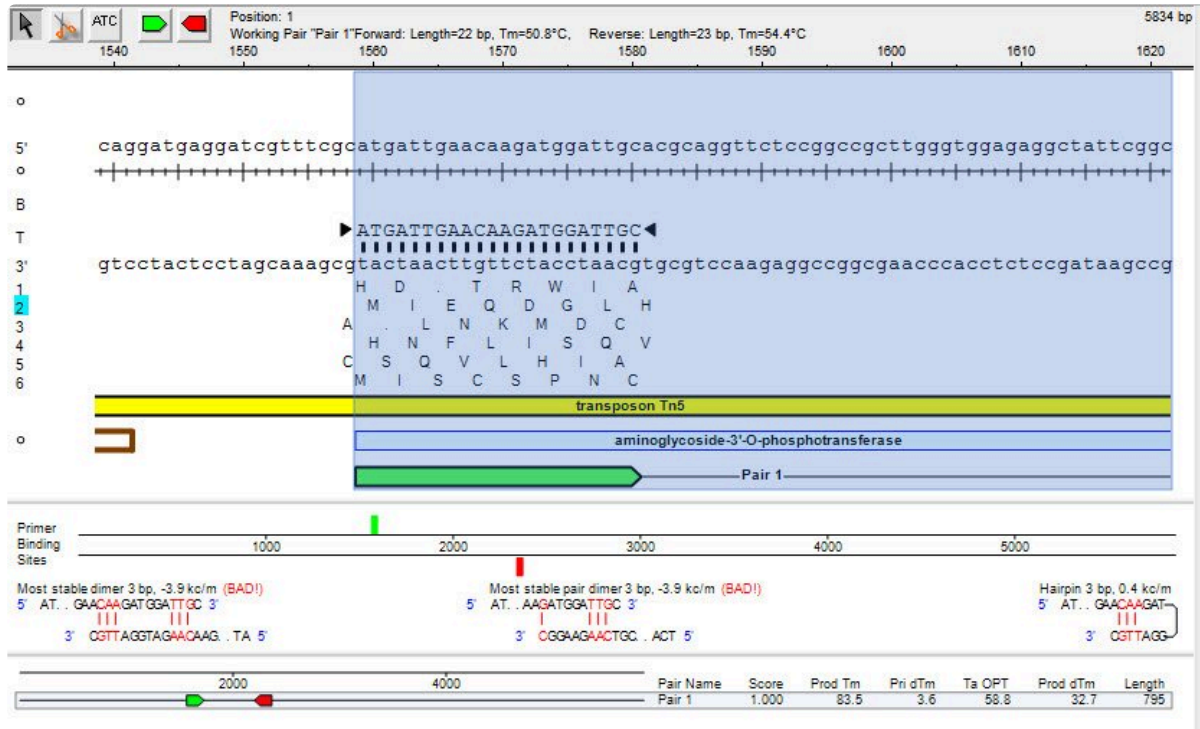 ATC
Position: 1
5834 bp
Working Pair "Pair 1"Forward: Length=22 bp, Tm=50.8°C, Reverse: Length=23 bp, Tm=54.4°C
1540 1550 1560 1570 1580 1590 1600 1610 1620
5' caggatgaggatcgtttcgcatgattgaacaagatggattgcacgcaggttctccggccgcttgggtggagaggctattcggc
B
T ATGATTGAACAAGATGGATTGC
3' gtcctactcctagcaaagcgtactaacttgttctacctaacgtgcgtccaagaggccggcgaacccacctctccgataagccg
1 H D . T R W I A
2 M I E Q D G L H
3 A . L N K M D C
4 H N F L I S Q V
5 C S Q V L H I A
6 M I S C S P N C
transposon Tn5
aminoglycoside-3'-O-phosphotransferase
Pair 1
Primer
Binding
Sites
1000 2000 3000 4000 5000
Most stable dimer 3 bp, -3.9 kc/m (BAD!)
5' AT. . GAACAAGATGGATTGC 3'
3' CGTTAGGTAGAACAAG. . TA 5'
Most stable pair dimer 3 bp, -3.9 kc/m (BAD!)
5' AT. . AAGATGGATTGC 3'
3' CGGAAGAACTGC. . ACT 5'
Hairpin 3 bp, 0.4 kc/m
5' AT. . GAACAAGAT
3' CGTTAGG
2000 4000
Pair Name Score Prod Tm Pri dTm Ta OPT Prod dTm Length
Pair 1 1.000 83.5 3.6 58.8 32.7 795